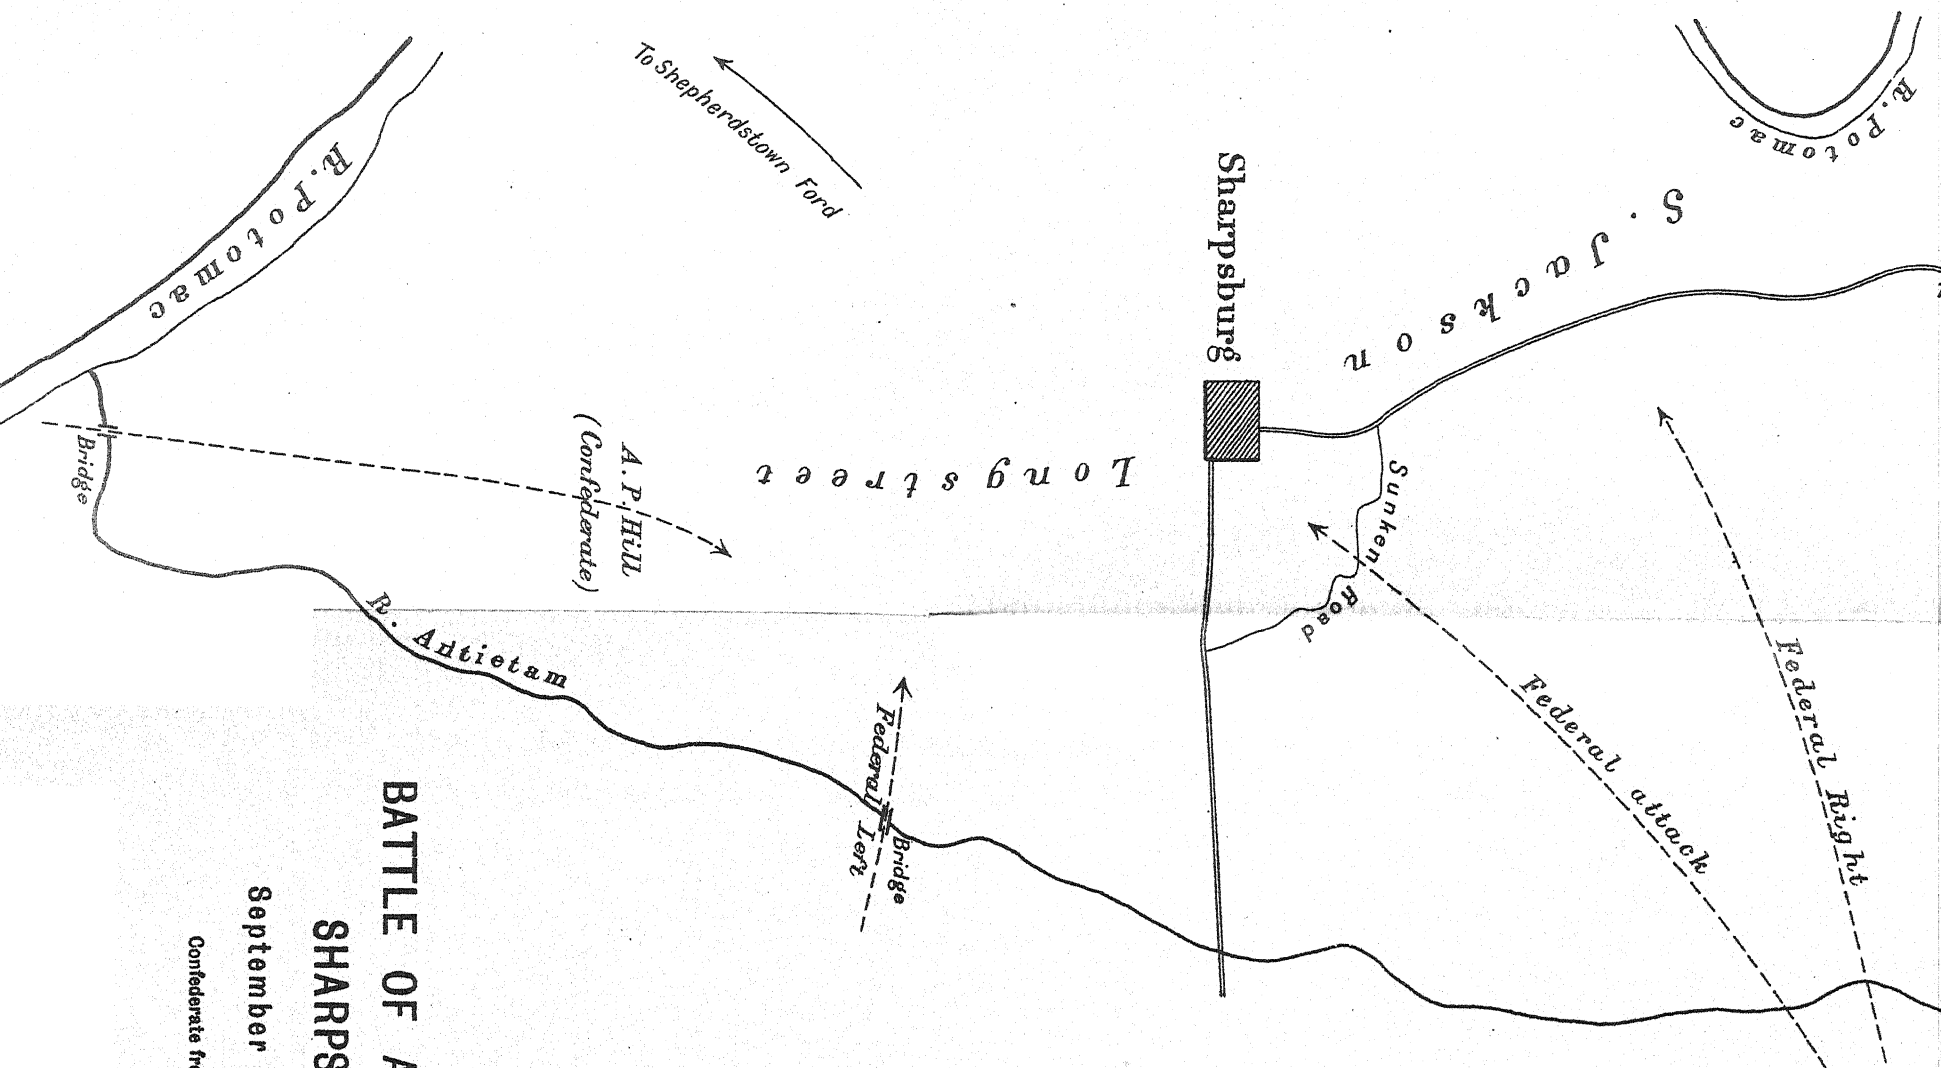 R. Potomac
To Shepherdstown Ford
R. Potomac
Sharpsburg
S. Jackson
Longstreet
Sunken Road
A. P. Hill
(Confederate)
Bridge
R. Antietam
Federal Left
Bridge
Federal attack
Federal Right
BATTLE OF
SHARPS
September
Confederate